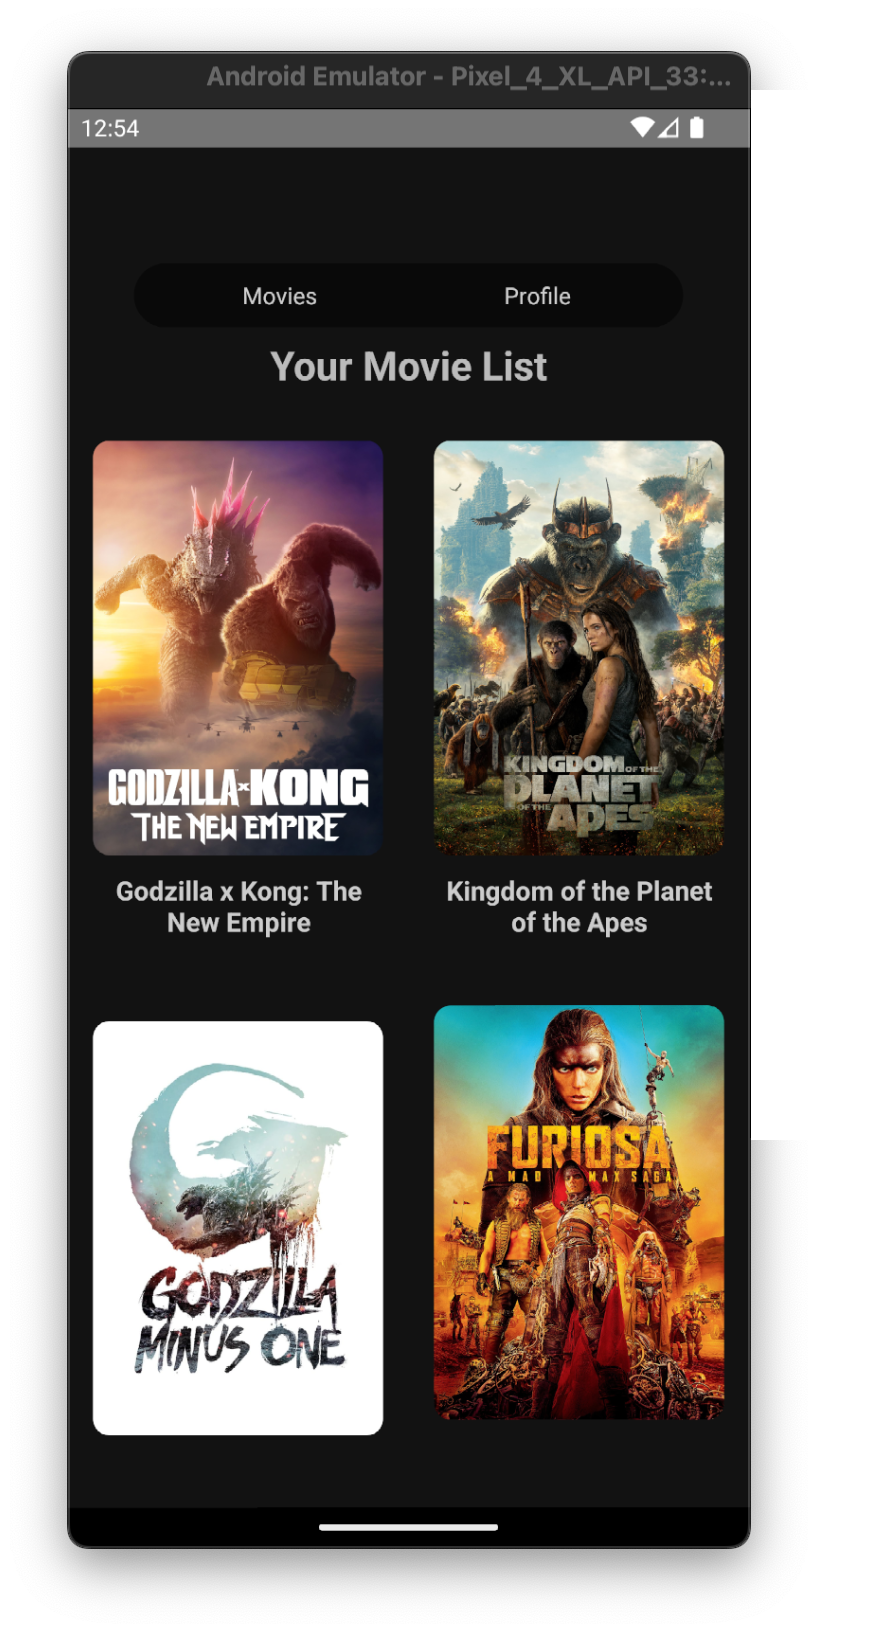 Android Emulator - Pixel_4_XL_API_33:...
12:54
Movies
Profile
Your Movie List
GODZILLA x KONG
THE NEW EMPIRE
KINGDOM OF THE
PLANET
OF THE APES
Godzilla x Kong: The
New Empire
Kingdom of the Planet
of the Apes
GODZILLA
MINUS ONE
FURIOSA
A MAD MAX SAGA